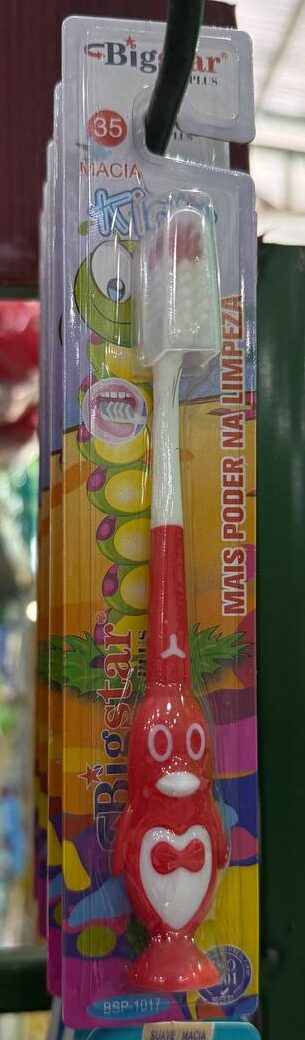 Bigstar®
PLUS
35
MACIA
MAIS PODER NA LIMPEZA
Bigstar®
PLUS
BSP-1017
SUAVE / MACIA